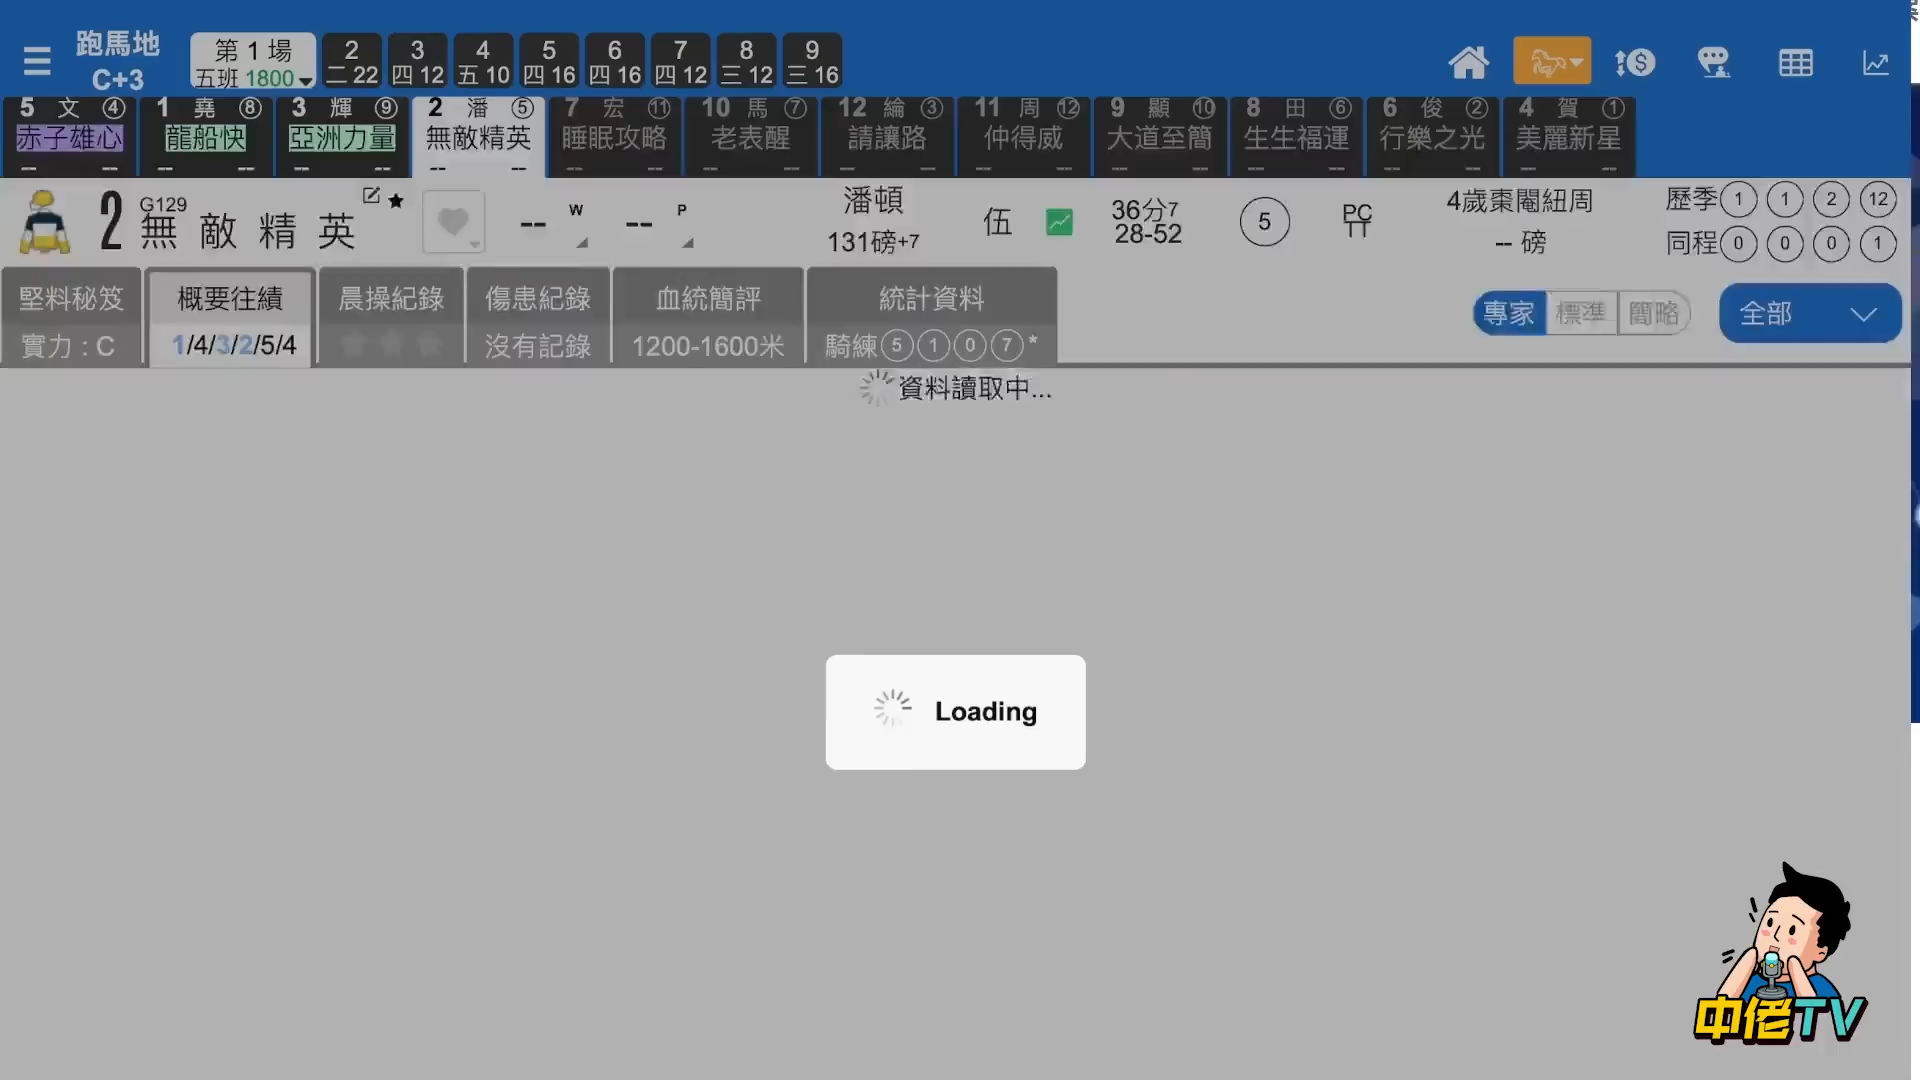 跑馬地
C+3
第 1 場
五班 1800
2
二 22
3
四 12
4
五 10
5
四 16
6
四 16
7
四 12
8
三 12
9
三 16
5 文 ④
赤子雄心
-- --
1 堯 ⑧
龍船快
-- --
3 輝 ⑨
亞洲力量
-- --
2 潘 ⑤
無敵精英
-- --
7 宏 ⑪
睡眠攻略
-- --
10 馬 ⑦
老表醒
-- --
12 綸 ③
請讓路
-- --
11 周 ⑫
仲得威
-- --
9 顯 ⑩
大道至簡
-- --
8 田 ⑥
生生福運
-- --
6 俊 ②
行樂之光
-- --
4 賀 ①
美麗新星
-- --
2
G129
無敵精英
-- W
-- P
潘頓
131磅+7
伍
36分7
28-52
5
PC
TT
4歲棗閹紐周
-- 磅
歷季 1 1 2 12
同程 0 0 0 1
堅料秘笈
實力 : C
概要往績
1/4/3/2/5/4
晨操紀錄
傷患紀錄
沒有記錄
血統簡評
1200-1600米
統計資料
騎練 5 1 0 7 *
專家
標準
簡略
全部
資料讀取中...
Loading
中佬TV